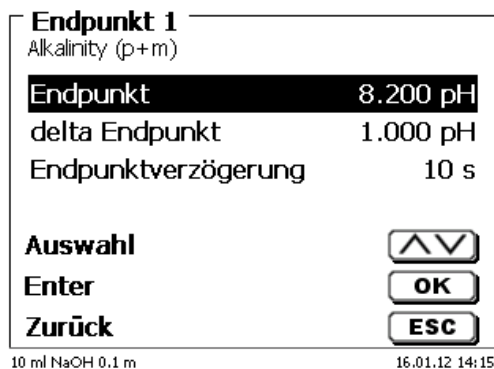 Endpunkt 1
Alkalinity (p+m)
Endpunkt 8.200 pH
delta Endpunkt 1.000 pH
Endpunktverzögerung 10 s
Auswahl
Enter OK
Zurück ESC
10 ml NaOH 0.1 m 16.01.12 14:15